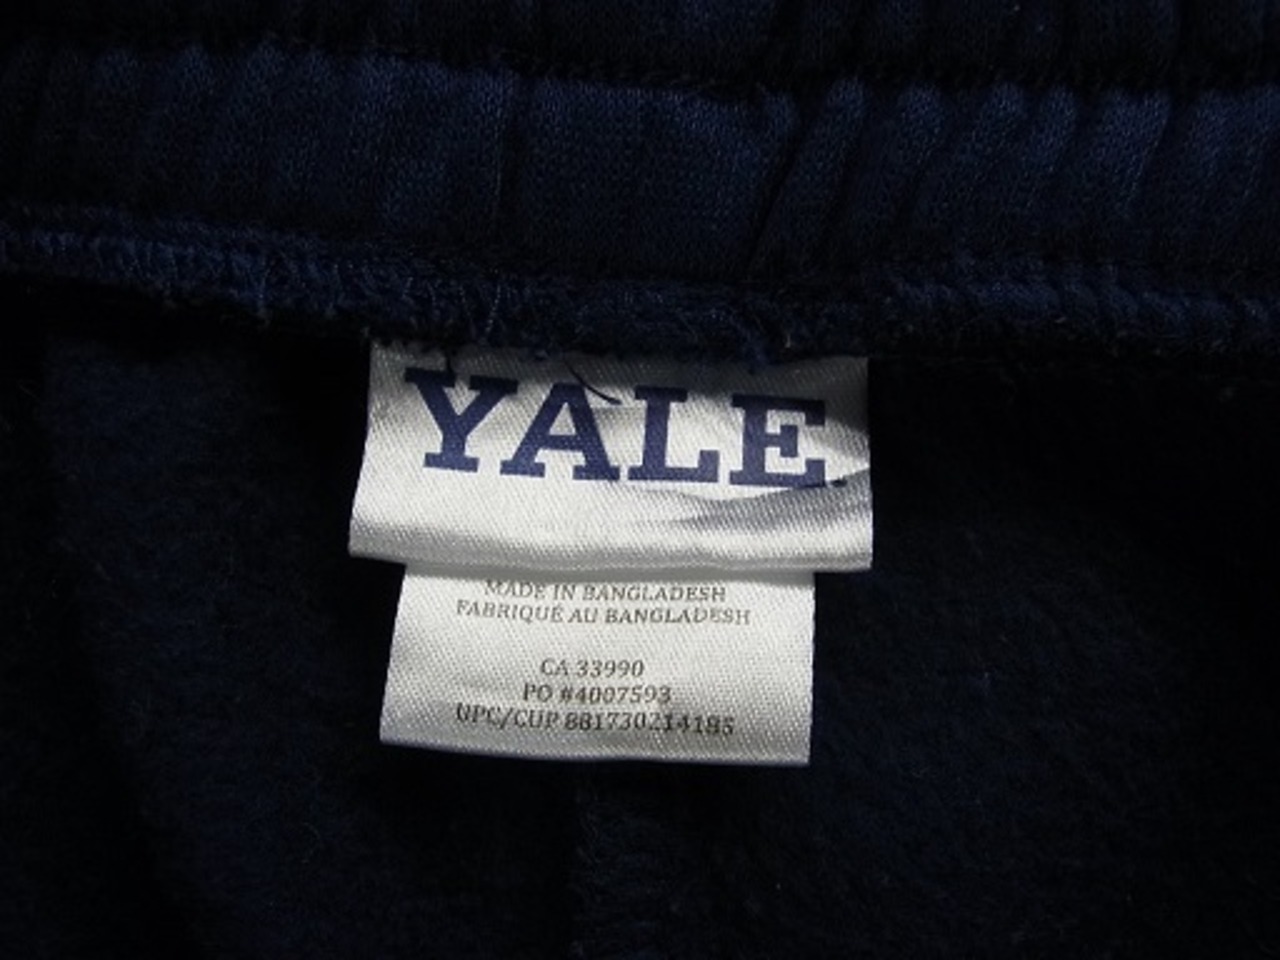 YALE
MADE IN BANGLADESH
FABRIQUÉ AU BANGLADESH
CA 33990
PO #4007593
UPC/CUP 881730214185